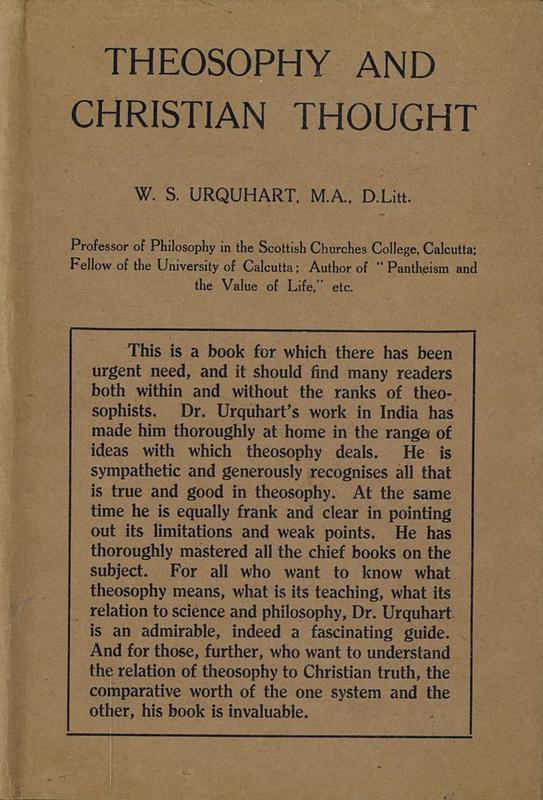 THEOSOPHY AND
CHRISTIAN THOUGHT
W. S. URQUHART, M.A., D.Litt.
Professor of Philosophy in the Scottish Churches College, Calcutta;
Fellow of the University of Calcutta; Author of "Pantheism and
the Value of Life," etc.
This is a book for which there has been
urgent need, and it should find many readers
both within and without the ranks of theo-
sophists. Dr. Urquhart's work in India has
made him thoroughly at home in the range of
ideas with which theosophy deals. He is
sympathetic and generously recognises all that
is true and good in theosophy. At the same
time he is equally frank and clear in pointing
out its limitations and weak points. He has
thoroughly mastered all the chief books on the
subject. For all who want to know what
theosophy means, what is its teaching, what its
relation to science and philosophy, Dr. Urquhart
is an admirable, indeed a fascinating guide.
And for those, further, who want to understand
the relation of theosophy to Christian truth, the
comparative worth of the one system and the
other, his book is invaluable.